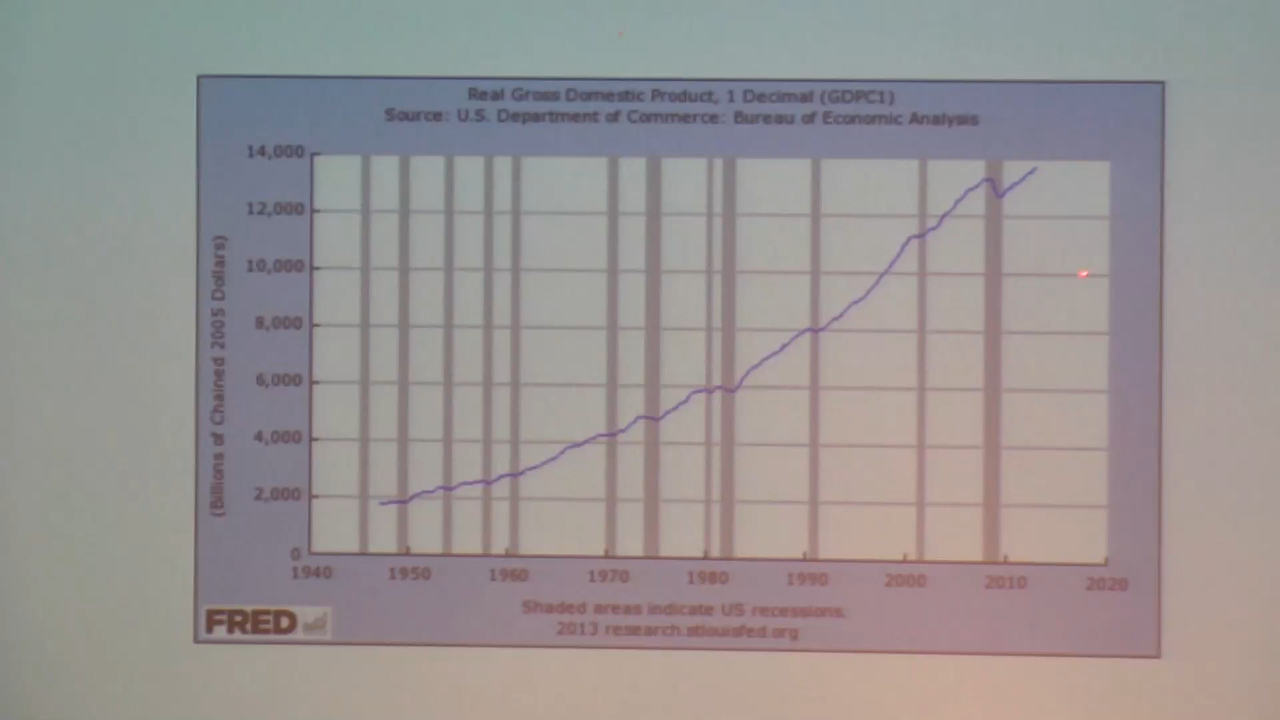 Real Gross Domestic Product, 1 Decimal (GDPC1)
Source: U.S. Department of Commerce: Bureau of Economic Analysis
(Billions of Chained 2005 Dollars)
14,000
12,000
10,000
8,000
6,000
4,000
2,000
0
1940 1950 1960 1970 1980 1990 2000 2010 2020
Shaded areas indicate US recessions.
2013 research.stlouisfed.org
FRED